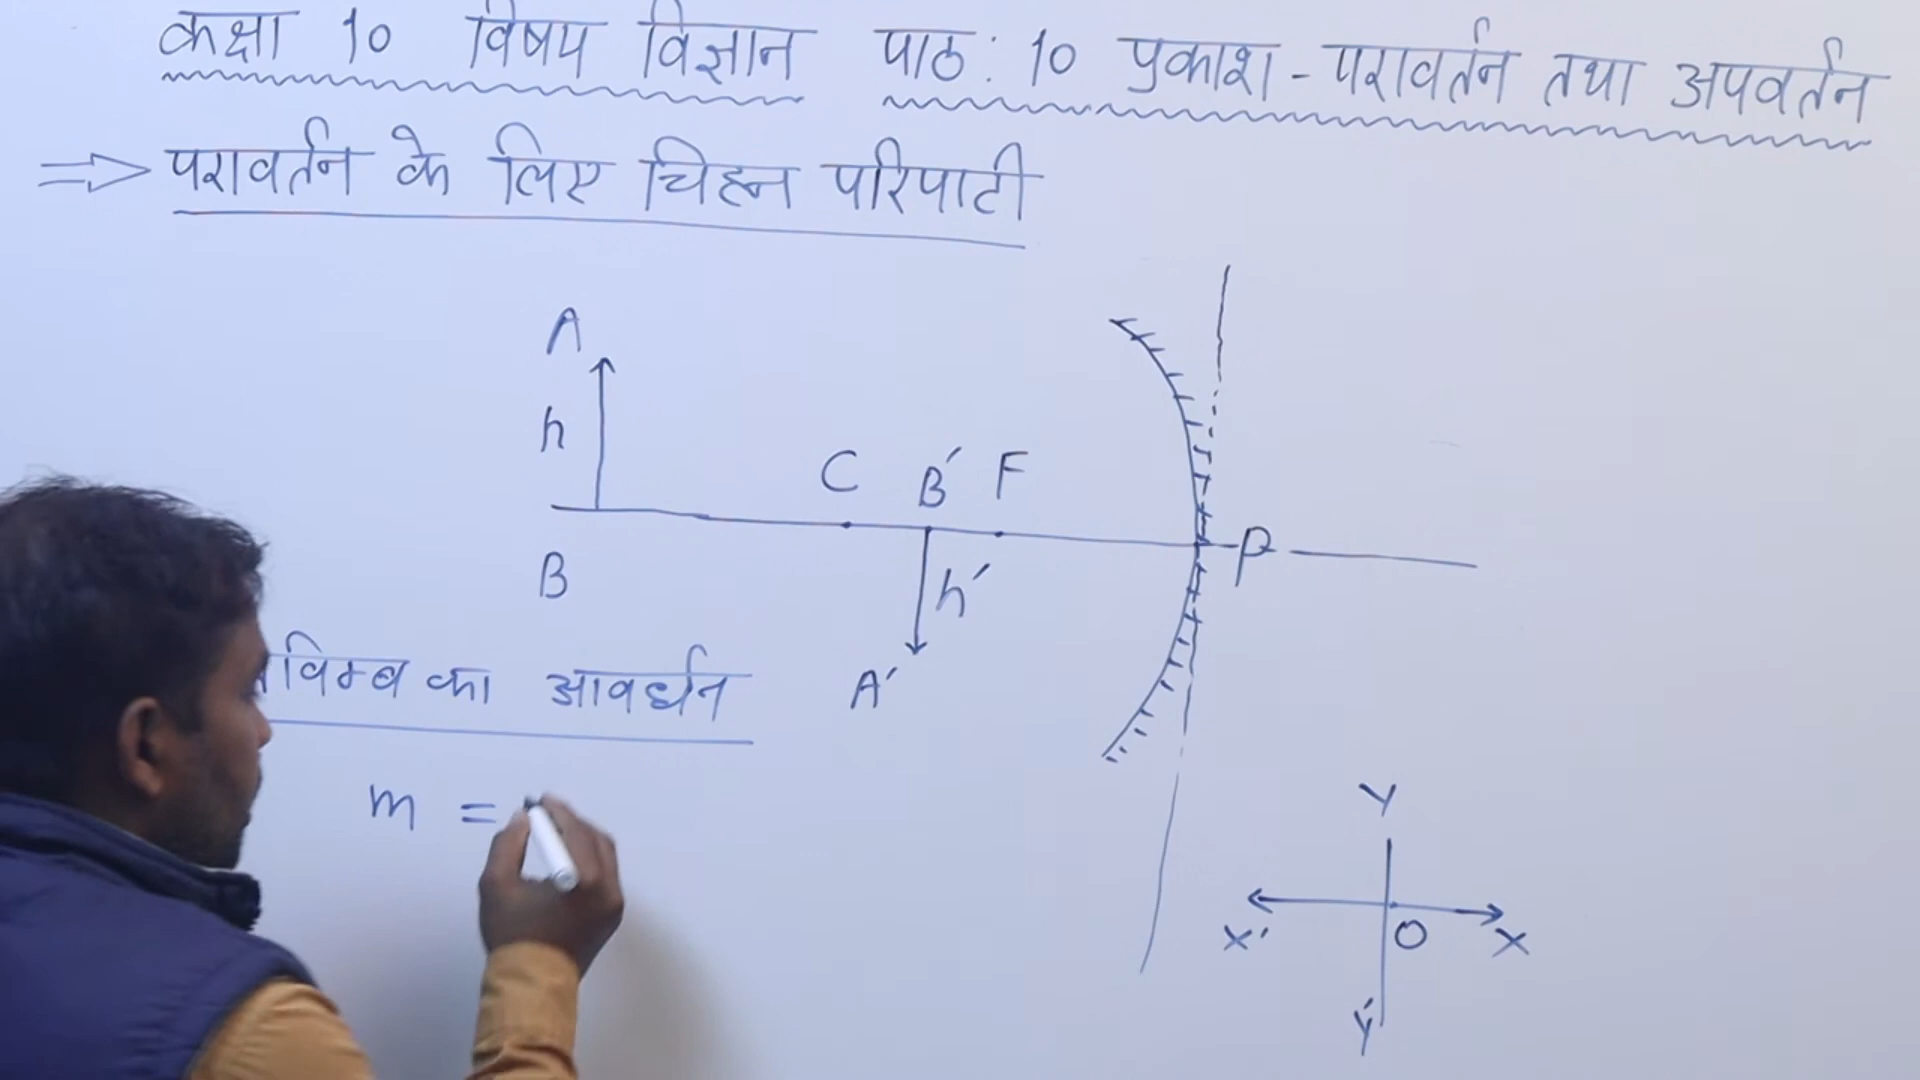 कक्षा 10 विषय विज्ञान पाठ: 10 प्रकाश-परावर्तन तथा अपवर्तन
⇒ परावर्तन के लिए चिह्न परिपाटी
A
h
C B′ F
P
B
h′
A′
विम्ब का आवर्धन
m =
Y
X′ O X
Y′